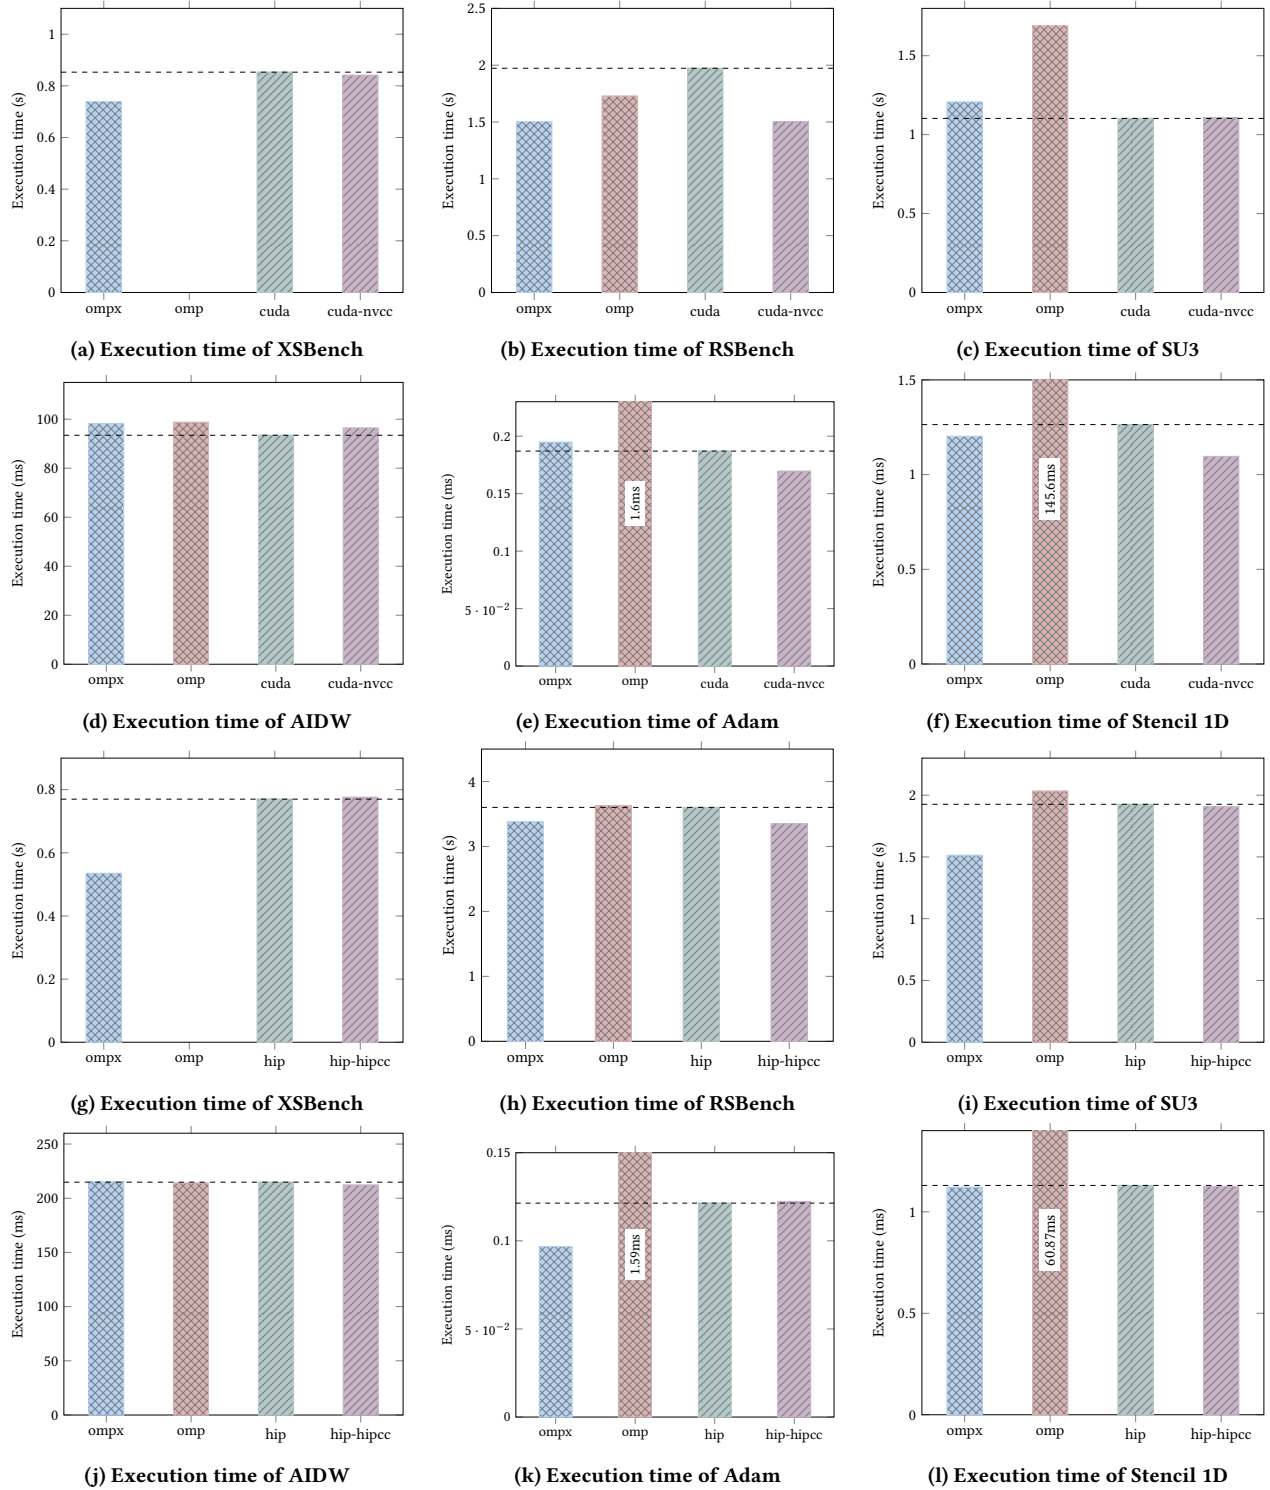 1
0.8
0.6
0.4
0.2
0
Execution time (s)
ompx omp cuda cuda-nvcc
(a) Execution time of XSBench
2.5
2
1.5
1
0.5
0
Execution time (s)
ompx omp cuda cuda-nvcc
(b) Execution time of RSBench
1.5
1
0.5
0
Execution time (s)
ompx omp cuda cuda-nvcc
(c) Execution time of SU3
100
80
60
40
20
0
Execution time (ms)
ompx omp cuda cuda-nvcc
(d) Execution time of AIDW
0.2
0.15
0.1
5 · 10⁻²
0
Execution time (ms)
1.6ms
ompx omp cuda cuda-nvcc
(e) Execution time of Adam
1.5
1
0.5
0
Execution time (ms)
145.6ms
ompx omp cuda cuda-nvcc
(f) Execution time of Stencil 1D
0.8
0.6
0.4
0.2
0
Execution time (s)
ompx omp hip hip-hipcc
(g) Execution time of XSBench
4
3
2
1
0
Execution time (s)
ompx omp hip hip-hipcc
(h) Execution time of RSBench
2
1.5
1
0.5
0
Execution time (s)
ompx omp hip hip-hipcc
(i) Execution time of SU3
250
200
150
100
50
0
Execution time (ms)
ompx omp hip hip-hipcc
(j) Execution time of AIDW
0.15
0.1
5 · 10⁻²
0
Execution time (ms)
1.59ms
ompx omp hip hip-hipcc
(k) Execution time of Adam
1
0.5
0
Execution time (ms)
60.87ms
ompx omp hip hip-hipcc
(l) Execution time of Stencil 1D